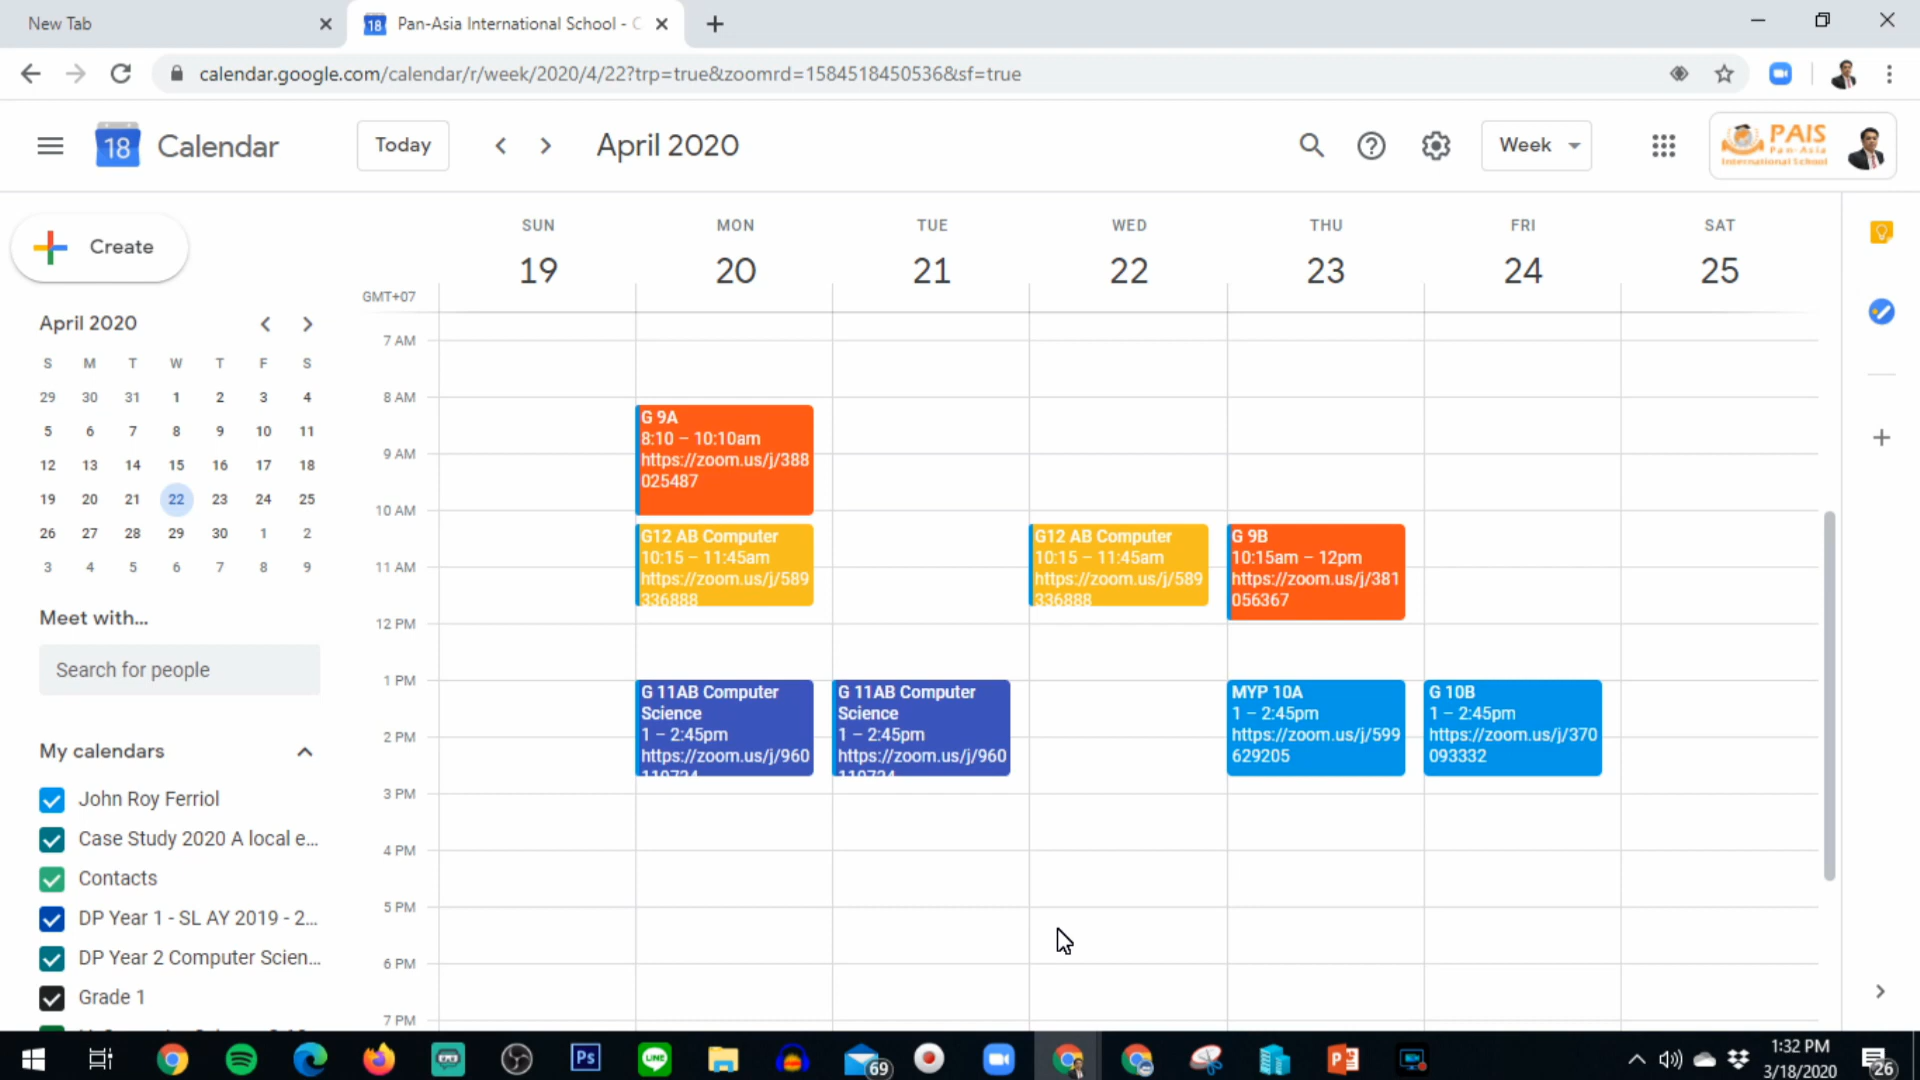 New Tab
Pan-Asia International School - C
calendar.google.com/calendar/r/week/2020/4/22?trp=true&zoomrd=1584518450536&sf=true
18
Calendar
Today
April 2020
Week
PAIS
Pan-Asia
International School
Create
SUN MON TUE WED THU FRI SAT
19 20 21 22 23 24 25
GMT+07
April 2020
S M T W T F S
29 30 31 1 2 3 4
5 6 7 8 9 10 11
12 13 14 15 16 17 18
19 20 21 22 23 24 25
26 27 28 29 30 1 2
3 4 5 6 7 8 9
Meet with...
Search for people
My calendars
John Roy Ferriol
Case Study 2020 A local e...
Contacts
DP Year 1 - SL AY 2019 - 2...
DP Year 2 Computer Scien...
Grade 1
7 AM
8 AM
9 AM
10 AM
11 AM
12 PM
1 PM
2 PM
3 PM
4 PM
5 PM
6 PM
7 PM
G 9A
8:10 – 10:10am
https://zoom.us/j/388
025487
G12 AB Computer
10:15 – 11:45am
https://zoom.us/j/589
336888
G 11AB Computer
Science
1 – 2:45pm
https://zoom.us/j/960
G 11AB Computer
Science
1 – 2:45pm
https://zoom.us/j/960
G12 AB Computer
10:15 – 11:45am
https://zoom.us/j/589
336888
G 9B
10:15am – 12pm
https://zoom.us/j/381
056367
MYP 10A
1 – 2:45pm
https://zoom.us/j/599
629205
G 10B
1 – 2:45pm
https://zoom.us/j/370
093332
Ps
LINE
69
1:32 PM
3/18/2020
26